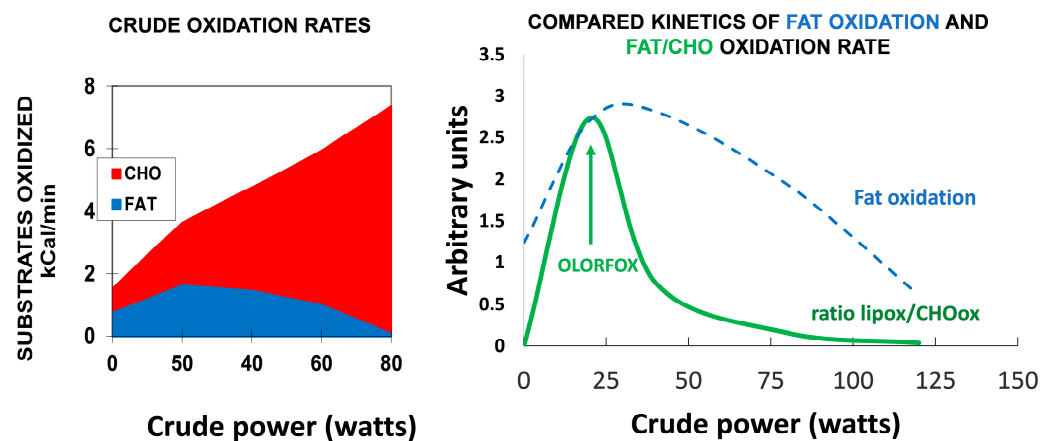 CRUDE OXIDATION RATES
SUBSTRATES OXIDIZED
kCal/min
8
6
4
2
0
CHO
FAT
0
50
40
60
80
Crude power (watts)
COMPARED KINETICS OF FAT OXIDATION AND
FAT/CHO OXIDATION RATE
Arbitrary units
3.5
3
2.5
2
1.5
1
0.5
0
Fat oxidation
OLORFOX
ratio lipox/CHOox
0
25
50
75
100
125
150
Crude power (watts)